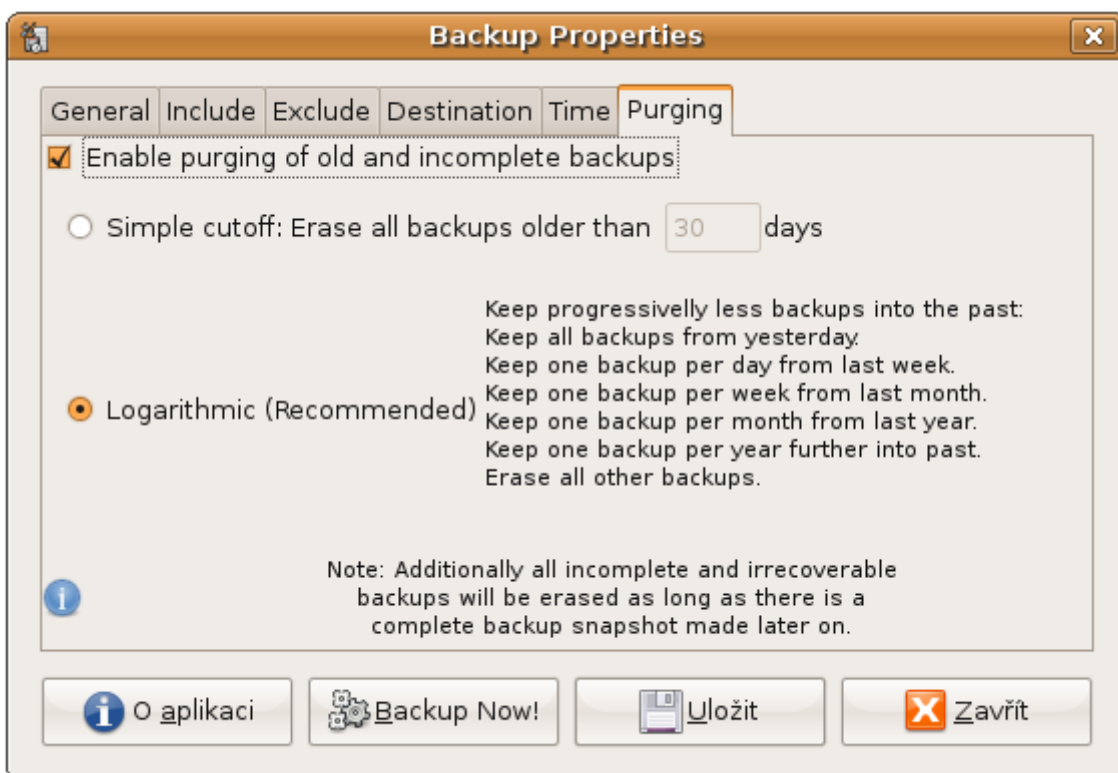 Backup Properties
General Include Exclude Destination Time Purging
Enable purging of old and incomplete backups
Simple cutoff: Erase all backups older than 30 days
Keep progressivelly less backups into the past:
Keep all backups from yesterday.
Keep one backup per day from last week.
Keep one backup per week from last month.
Logarithmic (Recommended)
Keep one backup per month from last year.
Keep one backup per year further into past.
Erase all other backups.
Note: Additionally all incomplete and irrecoverable
backups will be erased as long as there is a
complete backup snapshot made later on.
O aplikaci Backup Now! Uložit Zavřít